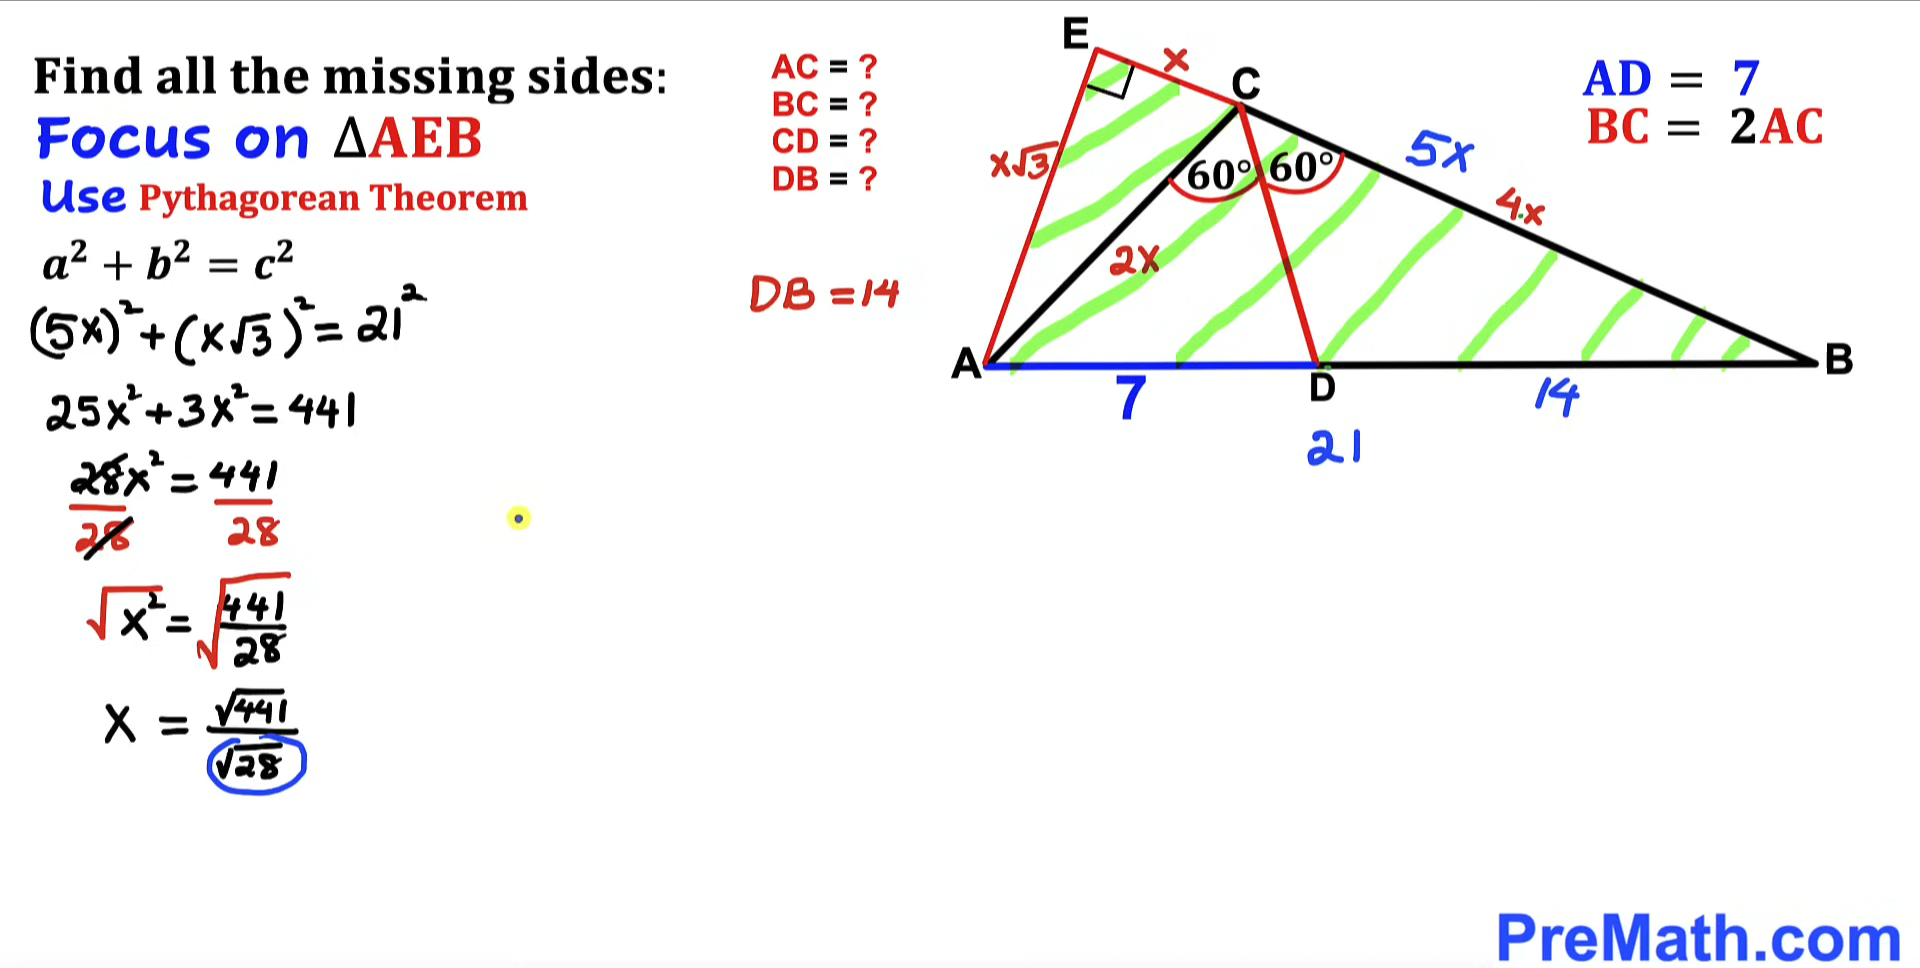 Find all the missing sides:
Focus on ΔAEB
Use Pythagorean Theorem
a² + b² = c²
(5x)² + (x√3)² = 21²
25x² + 3x² = 441
28x² = 441
28 28
√x² = √441/28
x = √441/√28
AC = ?
BC = ?
CD = ?
DB = ?
DB = 14
E
x
C
x√3
60° 60°
5x
4x
2x
A
B
7
D
14
21
AD = 7
BC = 2AC
PreMath.com